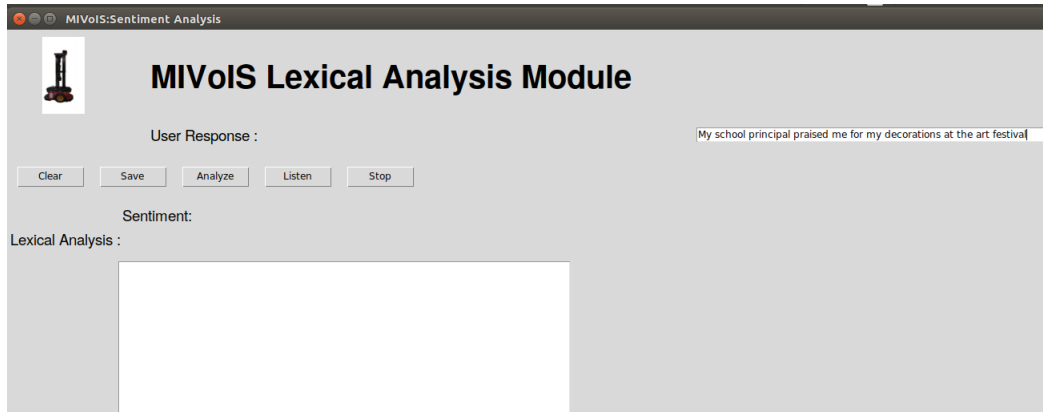 MIVoIS:Sentiment Analysis
MIVoIS Lexical Analysis Module
User Response :
My school principal praised me for my decorations at the art festival
Clear Save Analyze Listen Stop
Sentiment:
Lexical Analysis :